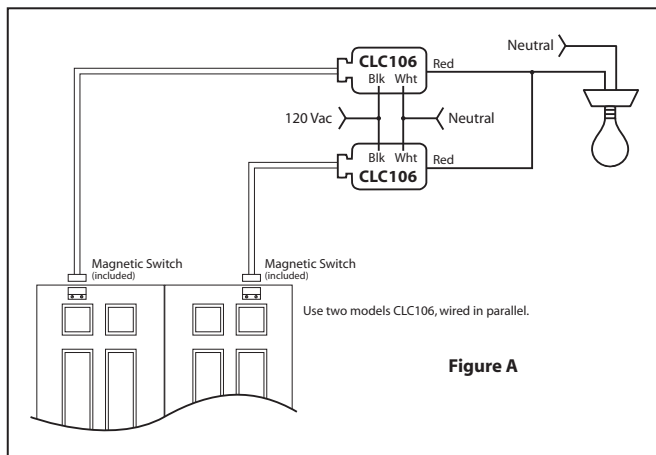 Neutral
CLC106
Blk Wht
Red
120 Vac
Neutral
Blk Wht
CLC106
Red
Magnetic Switch
(included)
Magnetic Switch
(included)
Use two models CLC106, wired in parallel.
Figure A